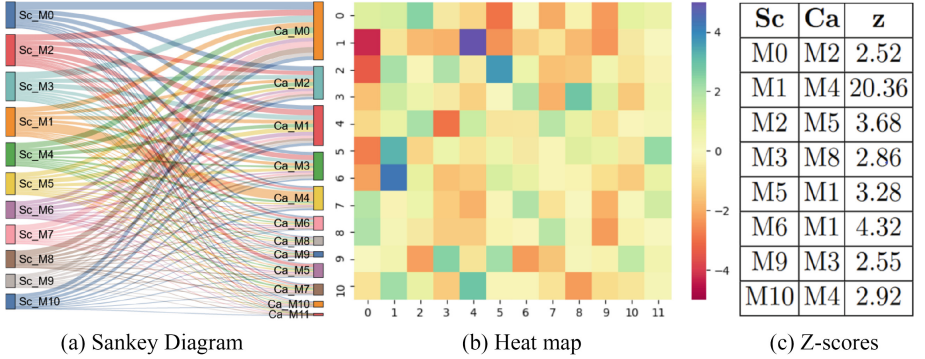 Sc_M0
Sc_M2
Sc_M3
Sc_M1
Sc_M4
Sc_M5
Sc_M6
Sc_M7
Sc_M8
Sc_M9
Sc_M10
Ca_M0
Ca_M2
Ca_M1
Ca_M3
Ca_M4
Ca_M6
Ca_M8
Ca_M9
Ca_M5
Ca_M7
Ca_M10
Ca_M11
(a) Sankey Diagram
0
1
2
3
4
5
6
7
8
9
10
0 1 2 3 4 5 6 7 8 9 10 11
4
2
0
−2
−4
(b) Heat map
Sc Ca z
M0 M2 2.52
M1 M4 20.36
M2 M5 3.68
M3 M8 2.86
M5 M1 3.28
M6 M1 4.32
M9 M3 2.55
M10 M4 2.92
(c) Z-scores